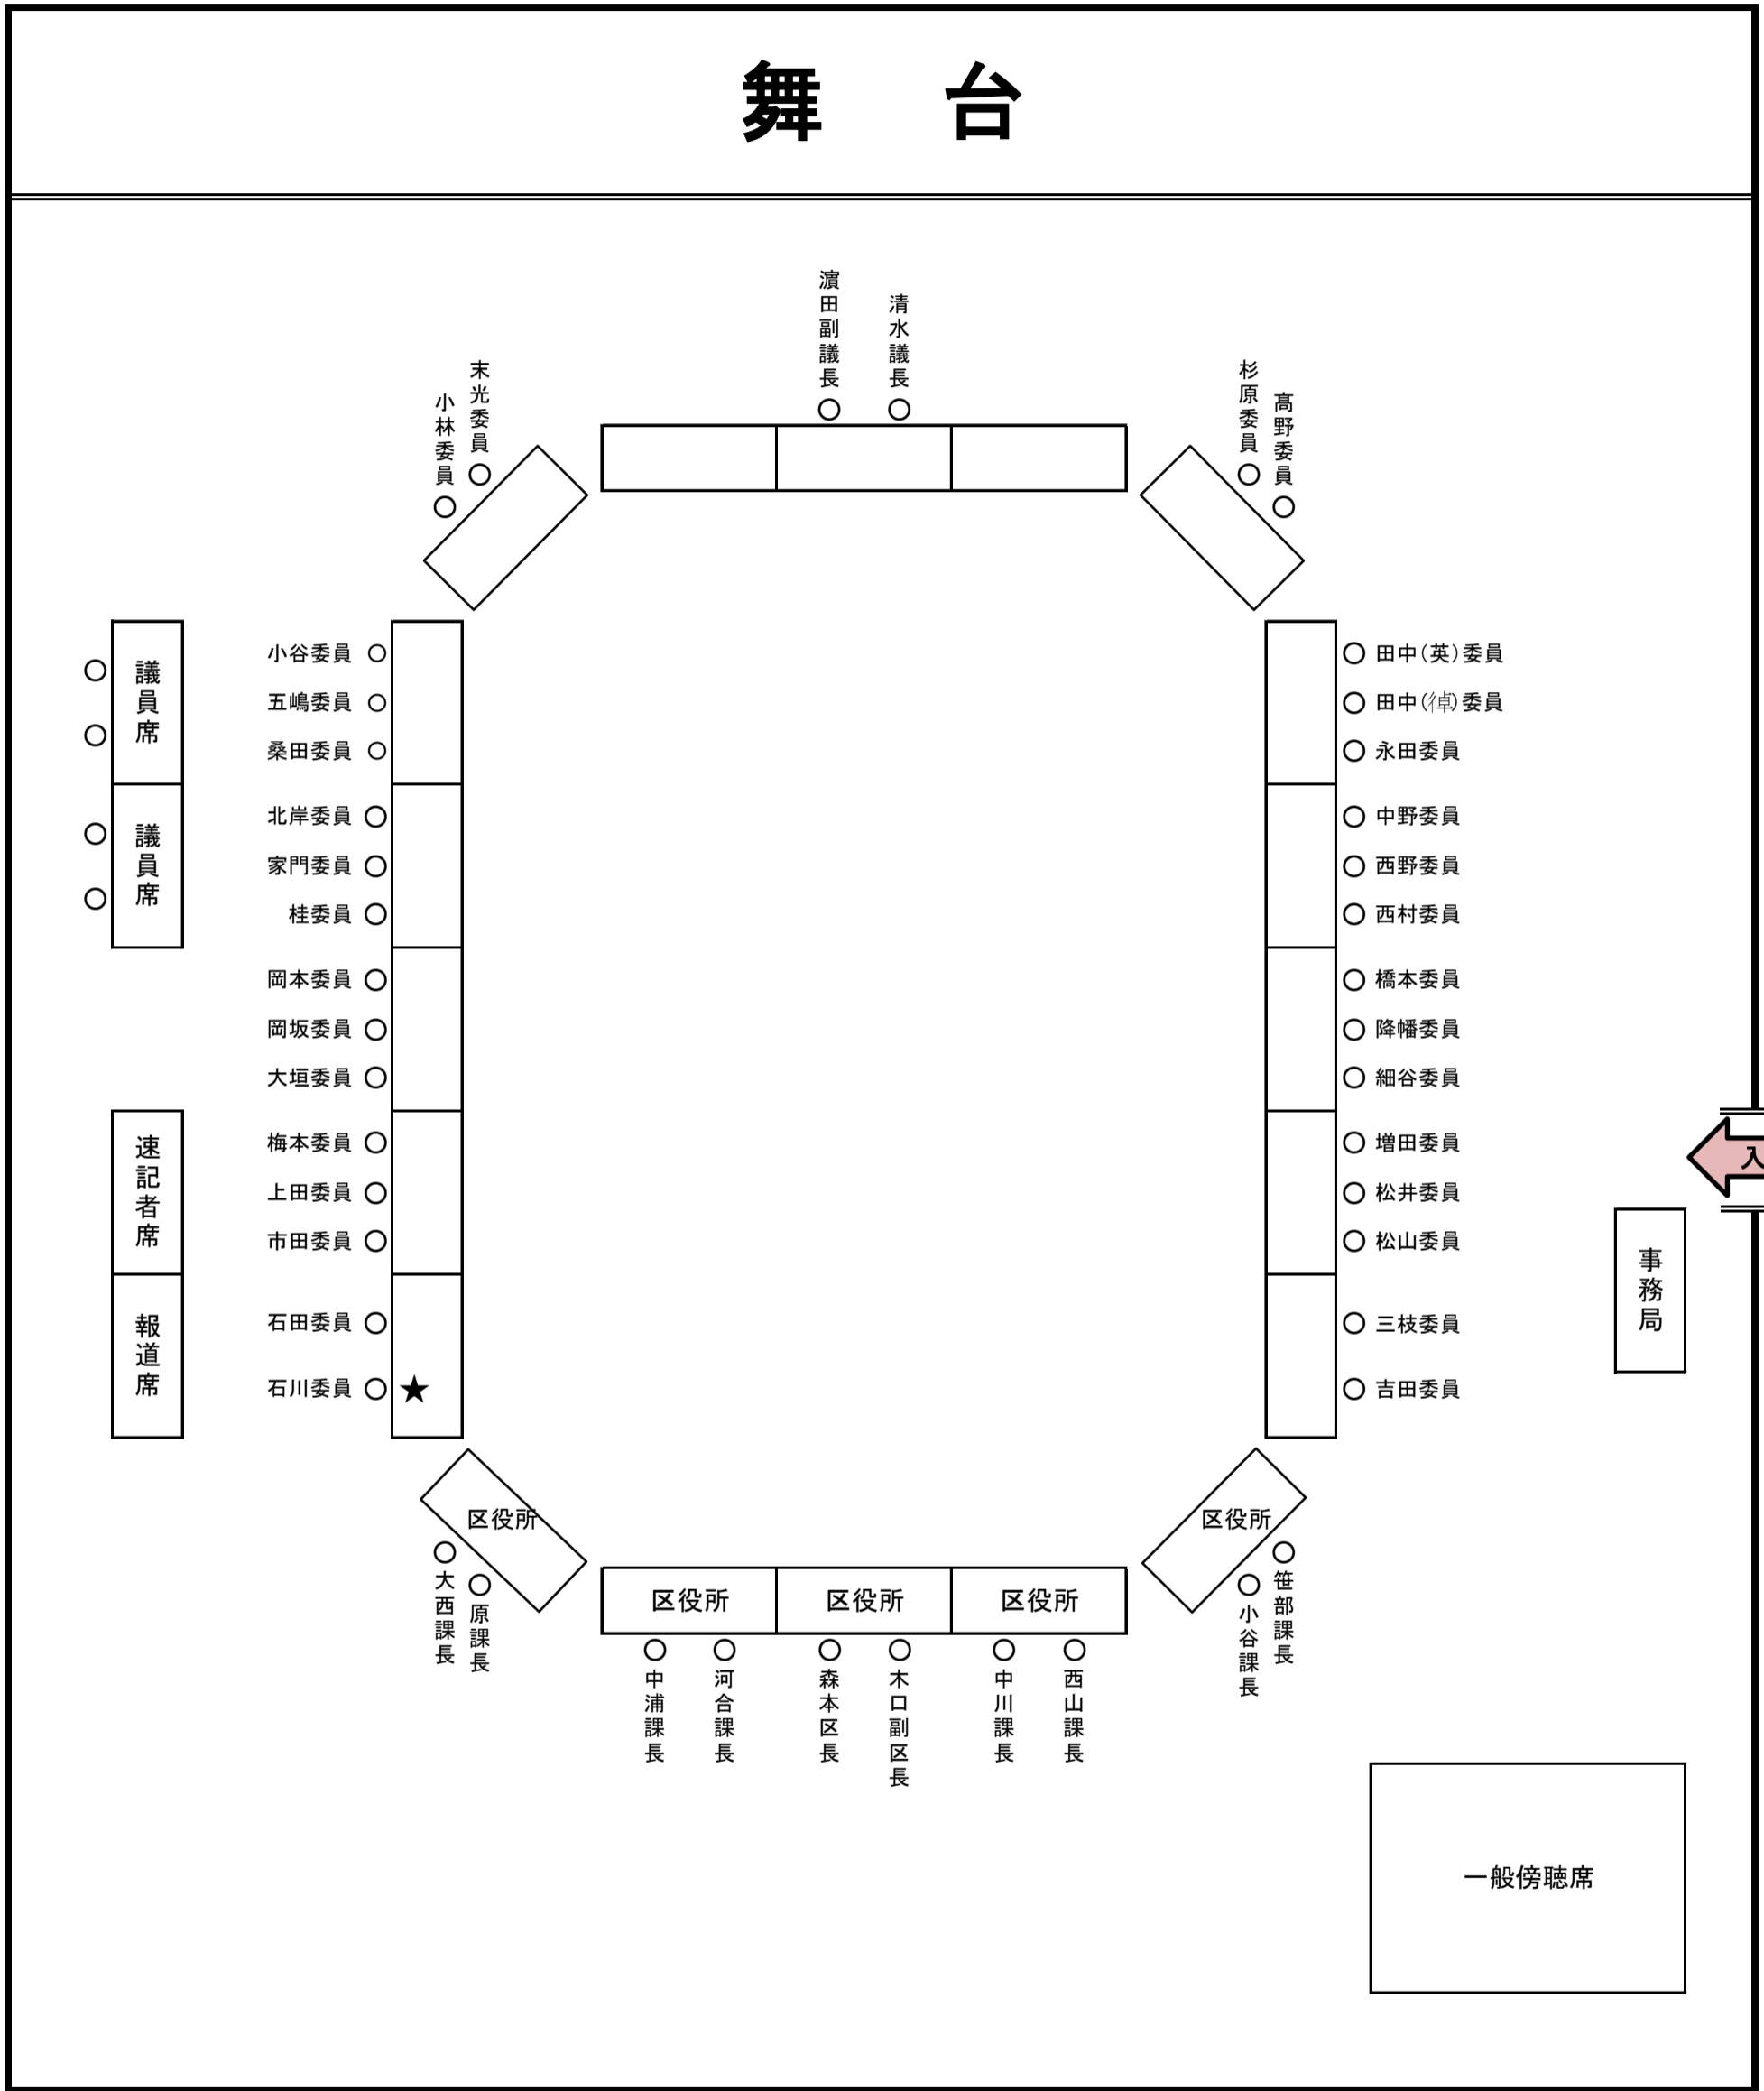 舞　台
濵田副議長
清水議長
末光委員
小林委員
杉原委員
髙野委員
議員席
議員席
速記者席
報道席
小谷委員
五嶋委員
桑田委員
北岸委員
家門委員
桂委員
岡本委員
岡坂委員
大垣委員
梅本委員
上田委員
市田委員
石田委員
石川委員 ★
田中(英)委員
田中(徫)委員
永田委員
中野委員
西野委員
西村委員
橋本委員
降幡委員
細谷委員
増田委員
松井委員
松山委員
三枝委員
吉田委員
入
事務局
区役所
大西課長
原課長
区役所
区役所
区役所
中浦課長
河合課長
森本区長
木口副区長
中川課長
西山課長
区役所
小谷課長
笹部課長
一般傍聴席